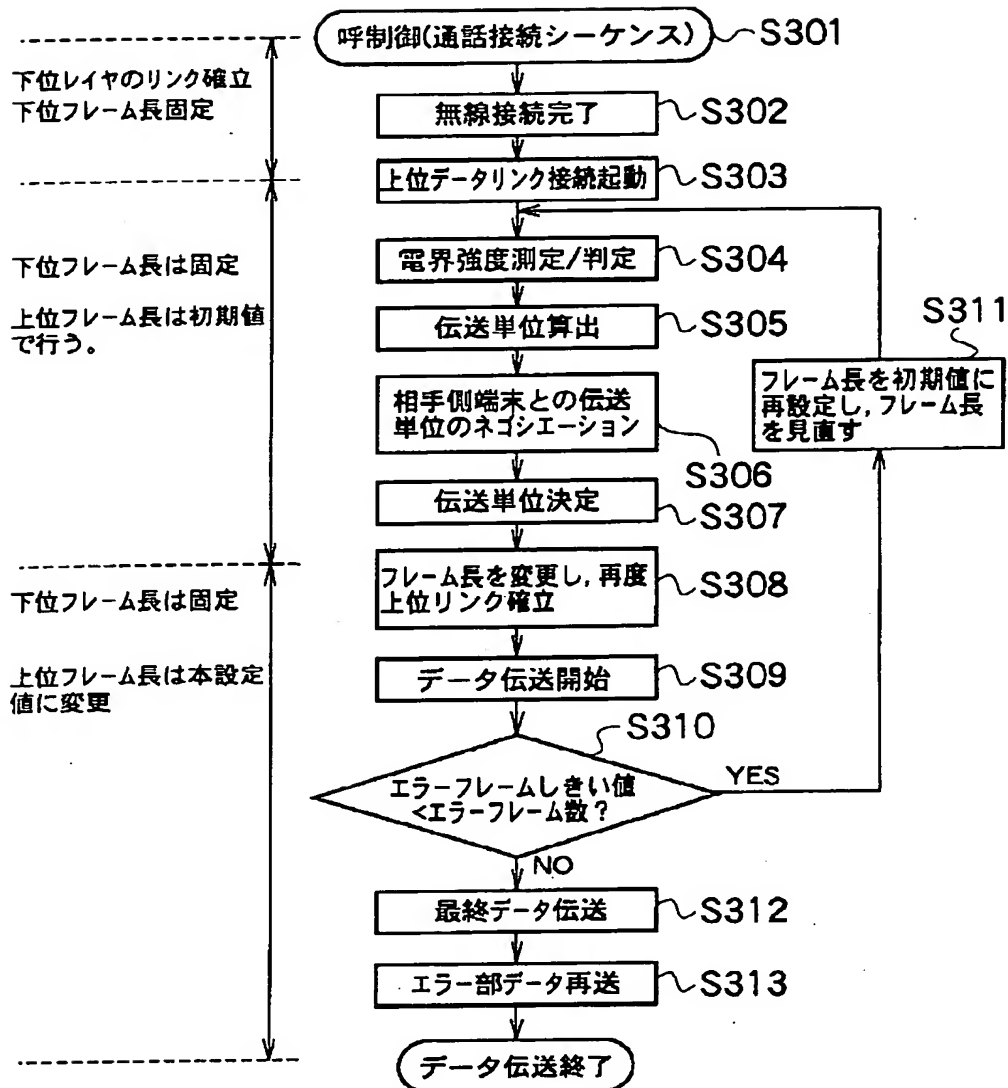 呼制御(通話接続シーケンス)
S301
下位レイヤのリンク確立
下位フレーム長固定
無線接続完了
S302
上位データリンク接続起動
S303
下位フレーム長は固定
上位フレーム長は初期値
で行う。
電界強度測定/判定
S304
伝送単位算出
S305
相手側端末との伝送
単位のネゴシエーション
S306
伝送単位決定
S307
S311
フレーム長を初期値に
再設定し,フレーム長
を見直す
下位フレーム長は固定
上位フレーム長は本設定
値に変更
フレーム長を変更し,再度
上位リンク確立
S308
データ伝送開始
S309
S310
エラーフレームしきい値
<エラーフレーム数?
YES
NO
最終データ伝送
S312
エラー部データ再送
S313
データ伝送終了